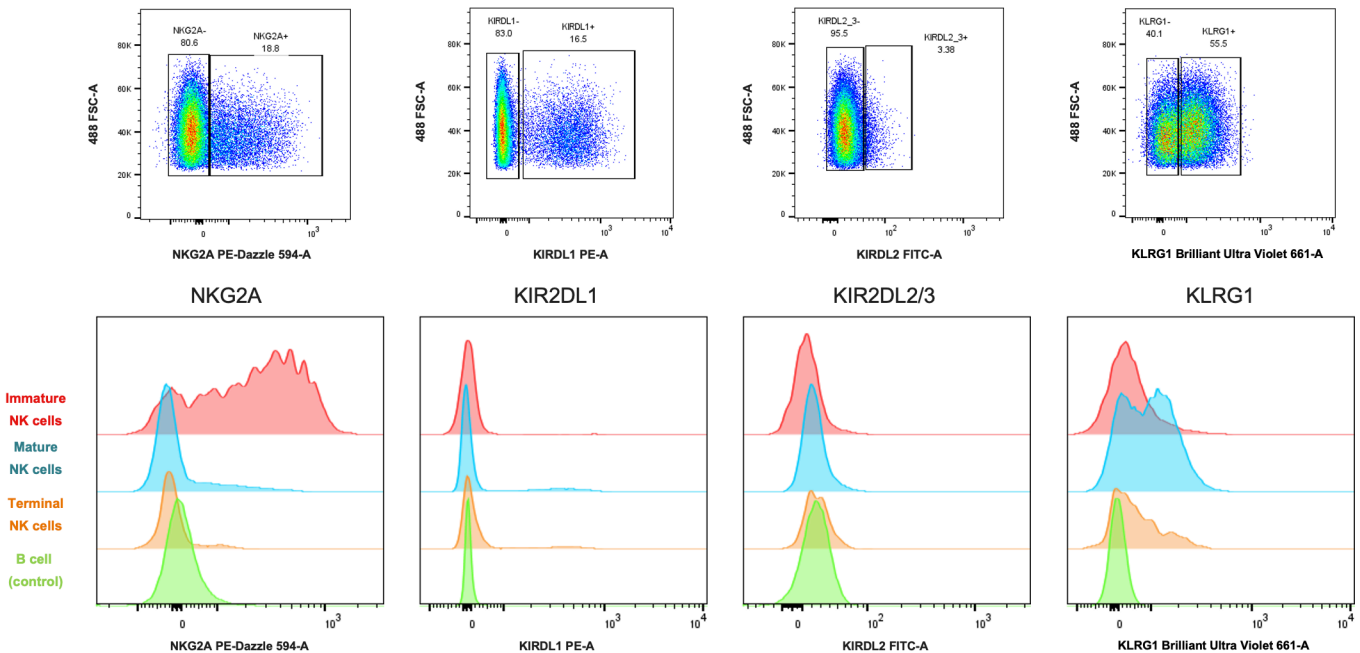 NKG2A-
80.6
NKG2A+
18.8
80K
60K
40K
20K
0
488 FSC-A
0
10³
NKG2A PE-Dazzle 594-A
KIRDL1-
83.0
KIRDL1+
16.5
80K
60K
40K
20K
0
488 FSC-A
0
10³
10⁴
KIRDL1 PE-A
KIRDL2_3-
95.5
KIRDL2_3+
3.38
80K
60K
40K
20K
0
488 FSC-A
0
10²
10³
KIRDL2 FITC-A
KLRG1-
40.1
KLRG1+
55.5
80K
60K
40K
20K
0
488 FSC-A
0
10³
10⁴
KLRG1 Brilliant Ultra Violet 661-A
NKG2A
KIR2DL1
KIR2DL2/3
KLRG1
Immature
NK cells
Mature
NK cells
Terminal
NK cells
B cell
(control)
0
10³
NKG2A PE-Dazzle 594-A
0
10³
10⁴
KIRDL1 PE-A
0
10²
10³
KIRDL2 FITC-A
0
10³
10⁴
KLRG1 Brilliant Ultra Violet 661-A